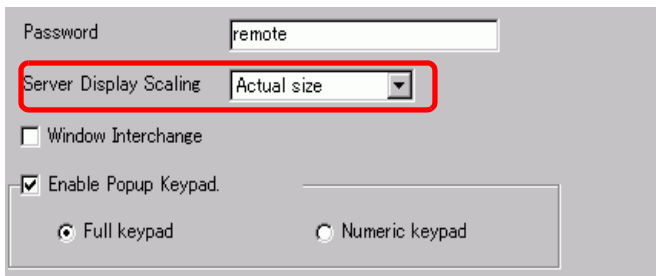 Password remote
Server Display Scaling Actual size
Window Interchange
Enable Popup Keypad.
Full keypad Numeric keypad